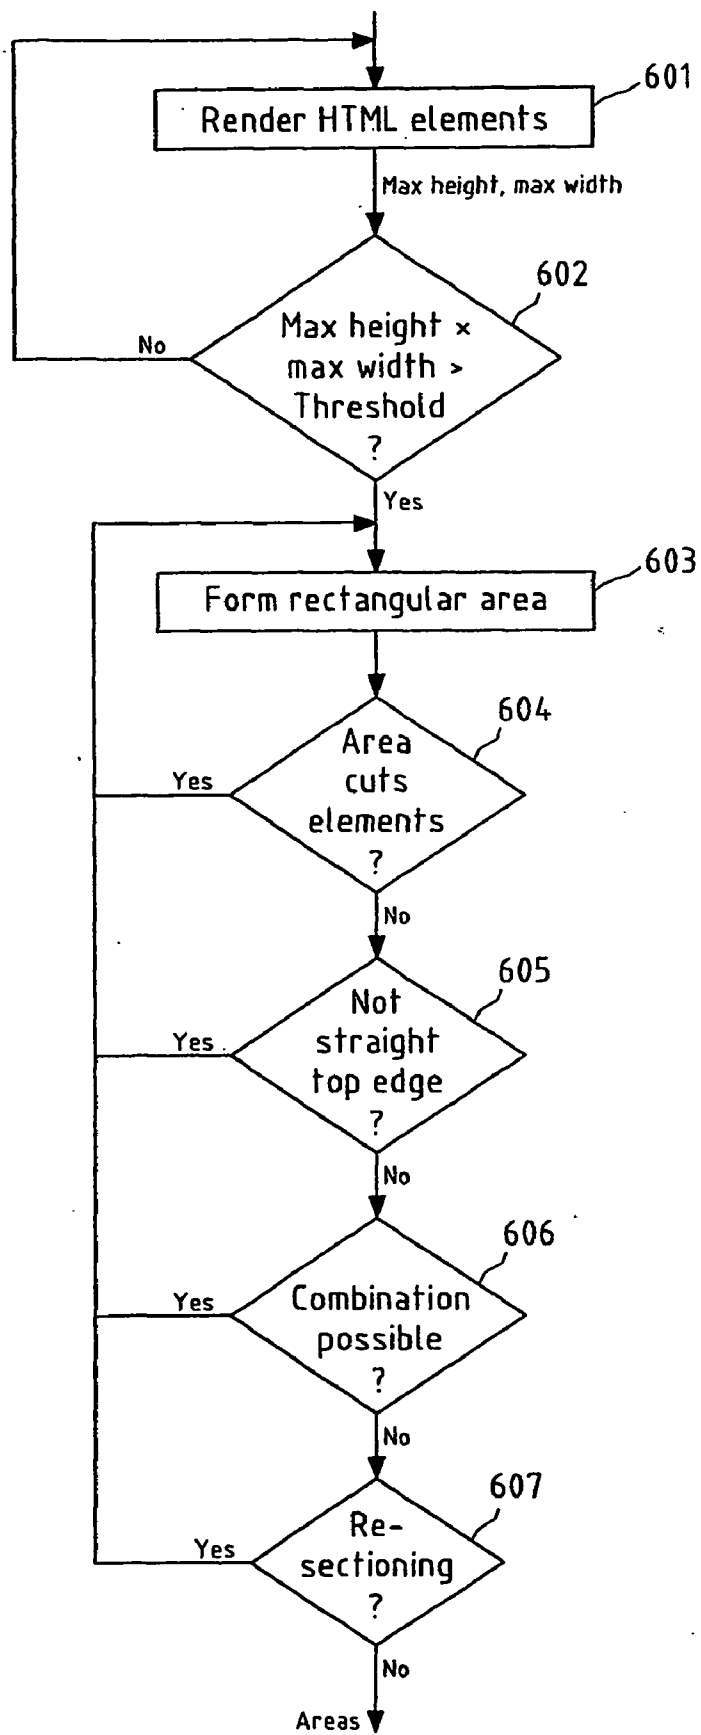 601
Render HTML elements
Max height, max width
602
Max height ×
max width >
Threshold
?
No
Yes
603
Form rectangular area
604
Area
cuts
elements
?
Yes
No
605
Not
straight
top edge
?
Yes
No
606
Combination
possible
?
Yes
No
607
Re-
sectioning
?
Yes
No
Areas